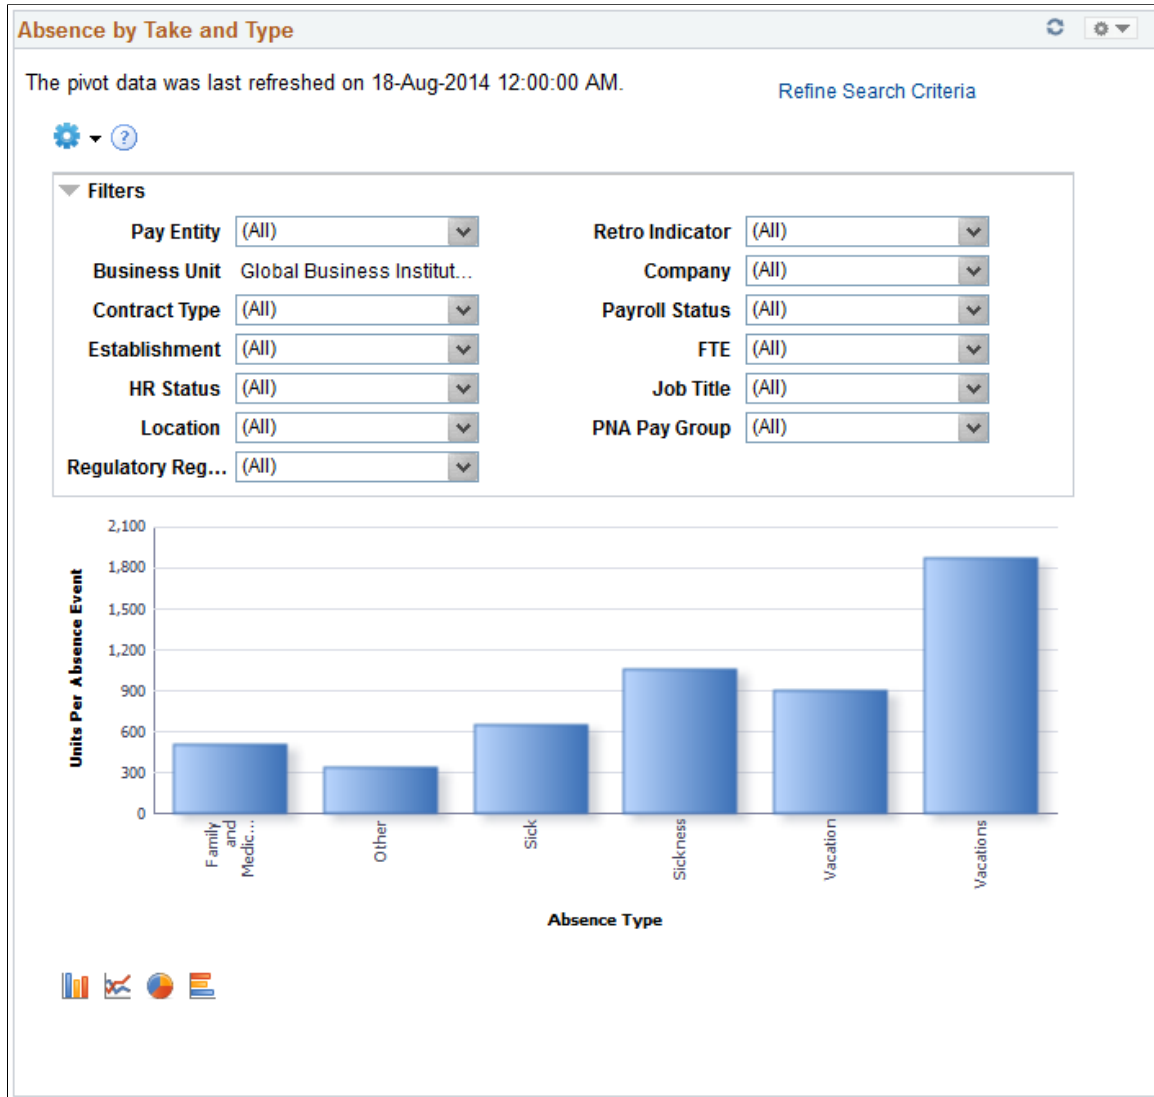 Absence by Take and Type
The pivot data was last refreshed on 18-Aug-2014 12:00:00 AM.
Refine Search Criteria
?
Filters
Pay Entity (All) Retro Indicator (All)
Business Unit Global Business Institut... Company (All)
Contract Type (All) Payroll Status (All)
Establishment (All) FTE (All)
HR Status (All) Job Title (All)
Location (All) PNA Pay Group (All)
Regulatory Reg... (All)
Units Per Absence Event
2,100
1,800
1,500
1,200
900
600
300
0
Family
and
Medic...
Other
Sick
Sickness
Vacation
Vacations
Absence Type